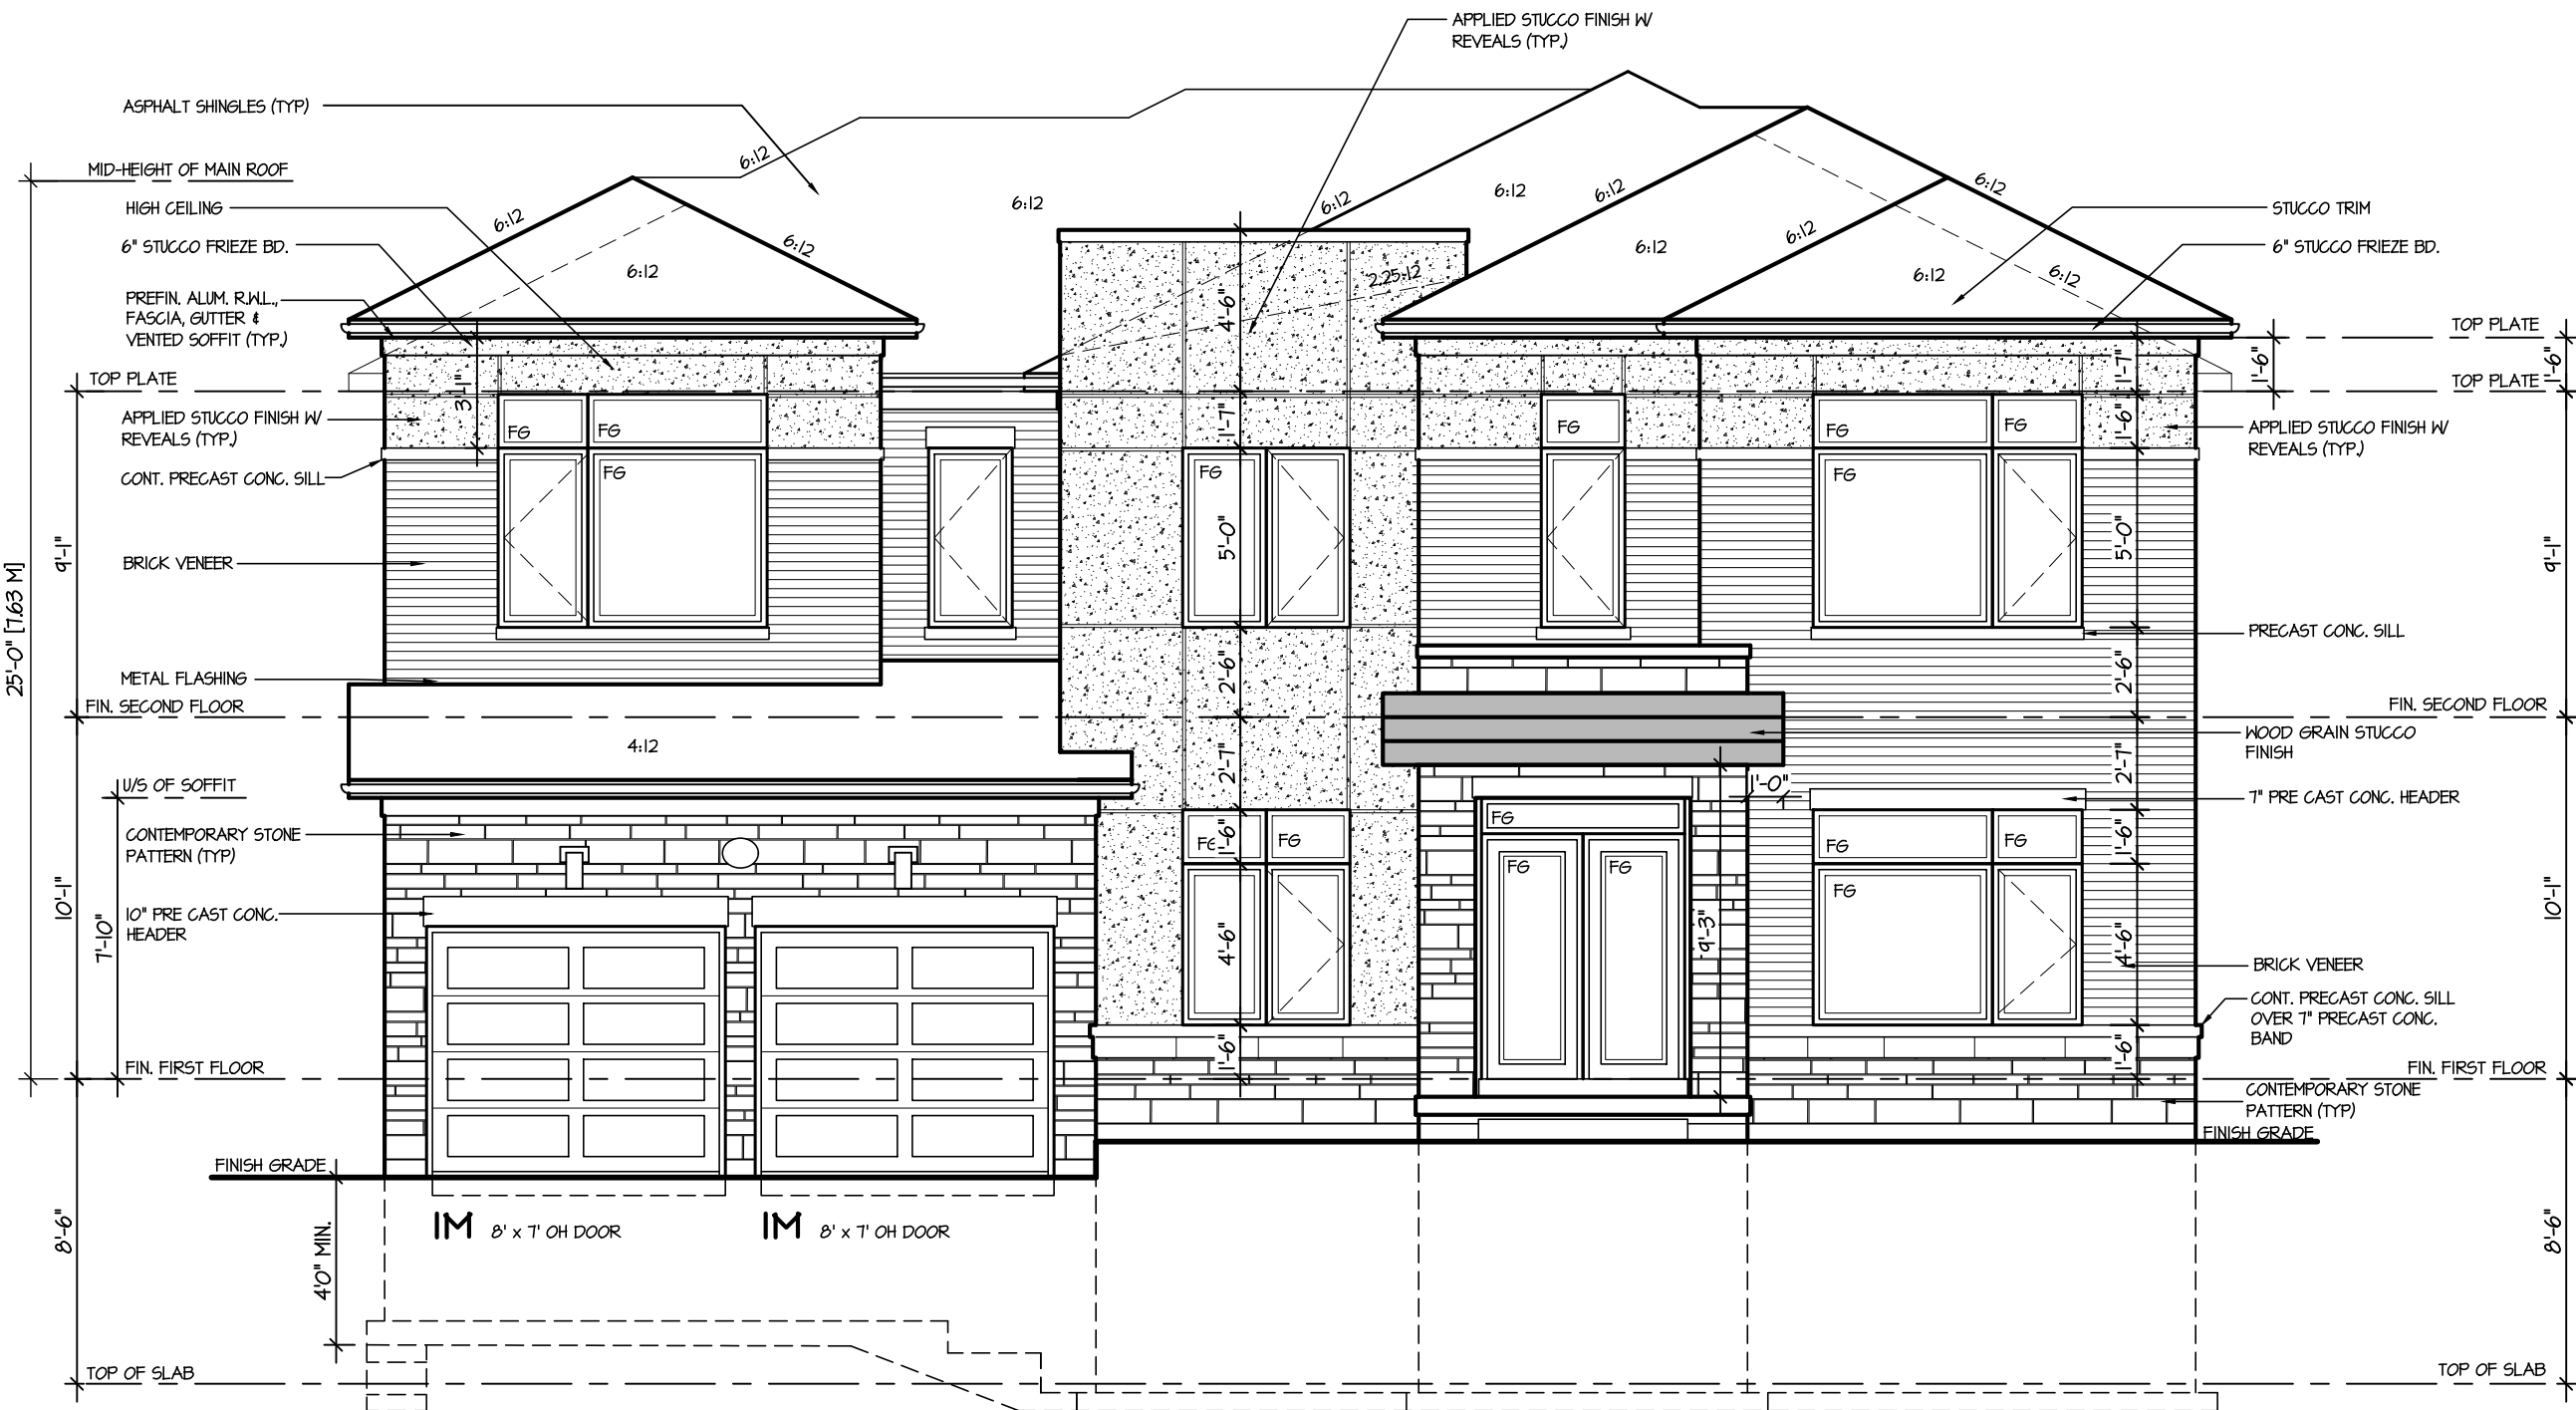 APPLIED STUCCO FINISH W/
REVEALS (TYP.)
ASPHALT SHINGLES (TYP)
MID-HEIGHT OF MAIN ROOF
HIGH CEILING
6" STUCCO FRIEZE BD.
PREFIN. ALUM. R.W.L.,
FASCIA, GUTTER &
VENTED SOFFIT (TYP.)
TOP PLATE
APPLIED STUCCO FINISH W/
REVEALS (TYP.)
CONT. PRECAST CONC. SILL
BRICK VENEER
METAL FLASHING
FIN. SECOND FLOOR
U/S OF SOFFIT
CONTEMPORARY STONE
PATTERN (TYP)
10" PRE CAST CONC.
HEADER
FIN. FIRST FLOOR
FINISH GRADE
TOP OF SLAB
25'-0" [7.63 M]
9'-1"
10'-1"
7'-10"
8'-6"
4'0" MIN.
6:12
6:12
6:12
6:12
6:12
6:12
6:12
6:12
6:12
6:12
6:12
6:12
6:12
2.25:12
4:12
3'-1"
FG
FG
FG
4'-6"
1'-7"
FG
5'-0"
2'-6"
2'-7"
FG
1'-6"
FG
4'-6"
1'-6"
FG
FG
FG
FG
9'-3"
1'-0"
FG
FG
FG
FG
FG
FG
1'-7"
1'-6"
5'-0"
2'-6"
2'-7"
1'-6"
4'-6"
1'-6"
IM 8' x 7' OH DOOR
IM 8' x 7' OH DOOR
STUCCO TRIM
6" STUCCO FRIEZE BD.
TOP PLATE
1'-6"
1'-6"
TOP PLATE
APPLIED STUCCO FINISH W/
REVEALS (TYP.)
9'-1"
PRECAST CONC. SILL
FIN. SECOND FLOOR
WOOD GRAIN STUCCO
FINISH
7" PRE CAST CONC. HEADER
10'-1"
BRICK VENEER
CONT. PRECAST CONC. SILL
OVER 7" PRECAST CONC.
BAND
FIN. FIRST FLOOR
CONTEMPORARY STONE
PATTERN (TYP)
FINISH GRADE
8'-6"
TOP OF SLAB